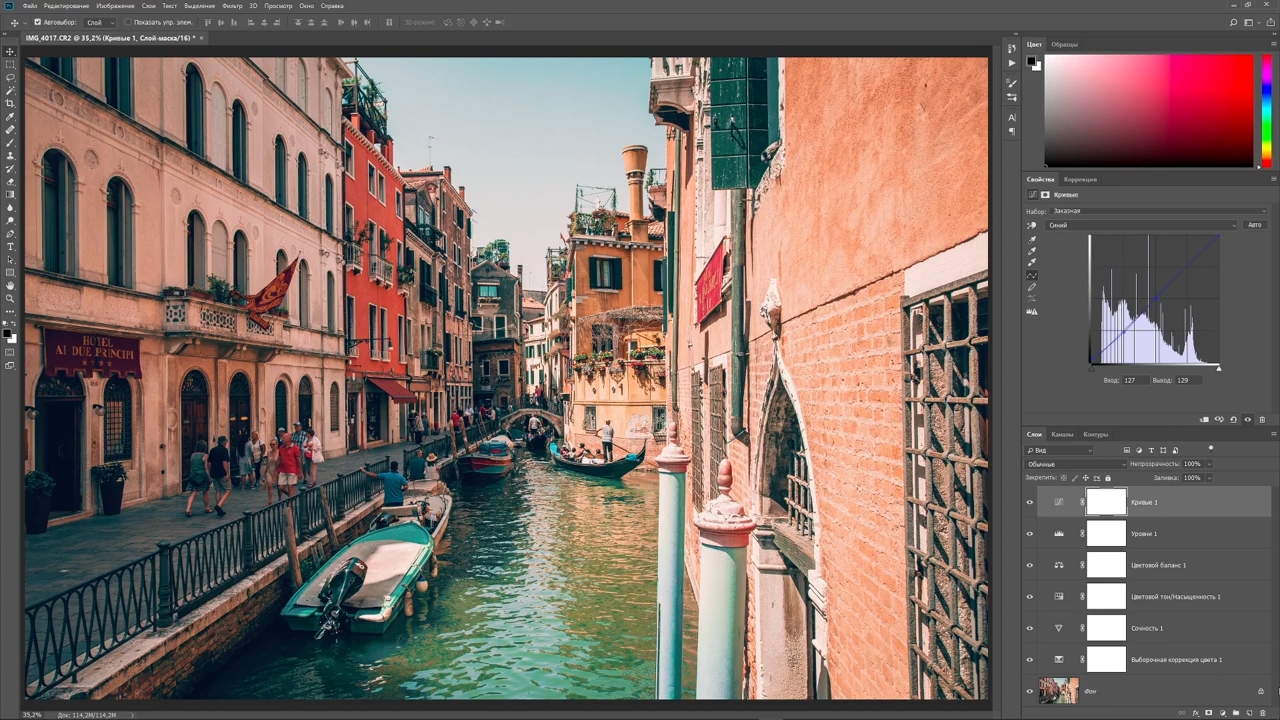 Ps Файл Редактирование Изображение Слои Текст Выделение Фильтр 3D Просмотр Окно Справка
Автовыбор: Слой Показать упр. элем. 3D-режим:
IMG_4017.CR2 @ 35,2% (Кривые 1, Слой-маска/16) * ×
Цвет Образцы
HOTEL
AI DUE PRINCIPI
Свойства Коррекция
Кривые
Набор: Заказная
Синий Авто
Вход: 127 Выход: 129
Слои Каналы Контуры
Вид
Обычные Непрозрачность: 100%
Закрепить: Заливка: 100%
Кривые 1
Уровни 1
Цветовой баланс 1
Цветовой тон/Насыщенность 1
Сочность 1
Выборочная коррекция цвета 1
Фон
35,2% Док: 114,2M/114,2M